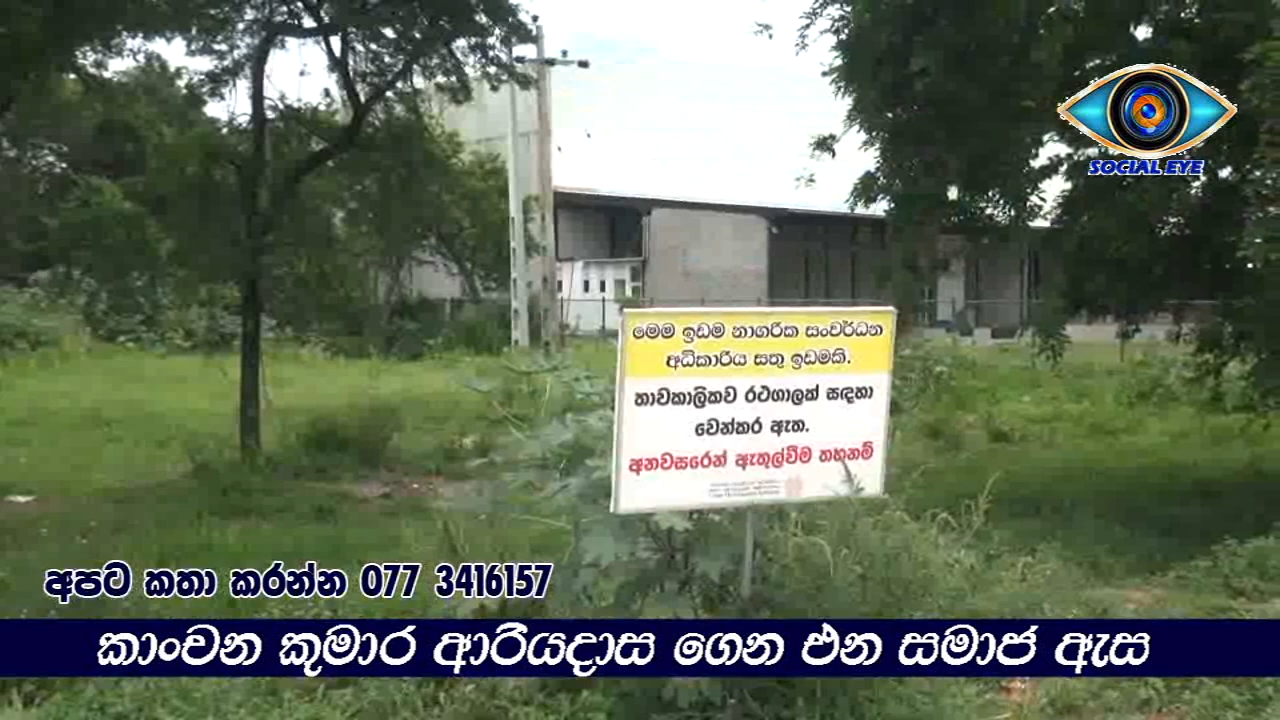 SOCIAL EYE
මෙම ඉඩම නාගරික සංවර්ධන
අධිකාරිය සතු ඉඩමකි.
තාවකාලිකව රථගාලක් සඳහා
වෙන්කර ඇත.
අනවසරෙන් ඇතුල්වීම තහනම්
අපට කතා කරන්න 077 3416157
කාංචන කුමාර ආරියදාස ගෙන එන සමාජ ඇස